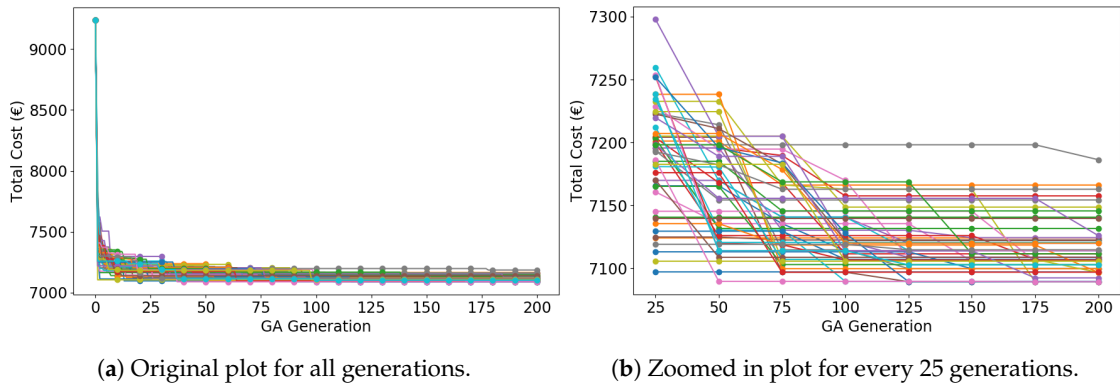 9000
8500
8000
7500
7000
Total Cost (€)
0 25 50 75 100 125 150 175 200
GA Generation
(a) Original plot for all generations.
7300
7250
7200
7150
7100
Total Cost (€)
25 50 75 100 125 150 175 200
GA Generation
(b) Zoomed in plot for every 25 generations.